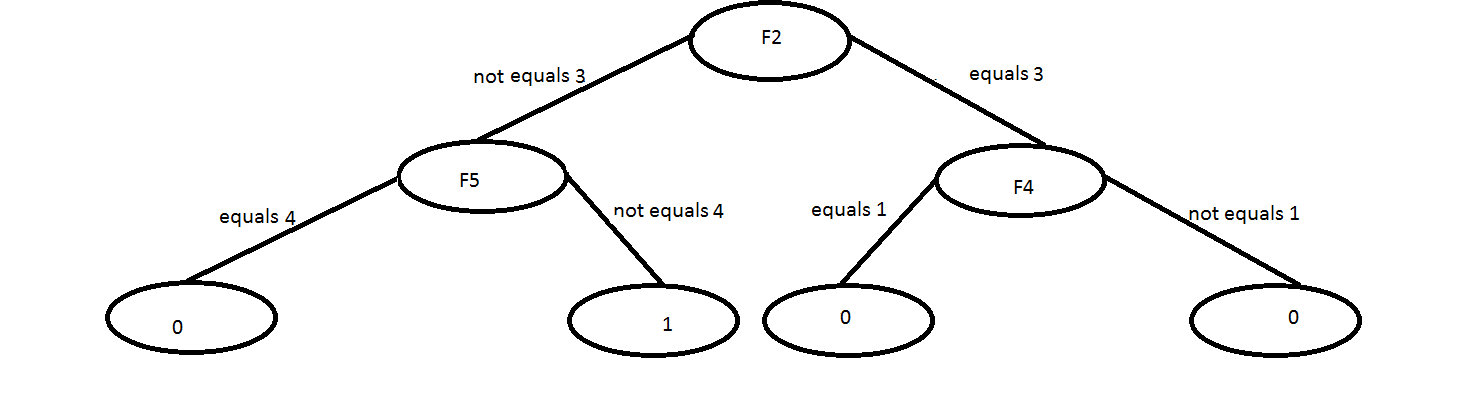 F2
not equals 3
equals 3
F5
F4
equals 4
not equals 4
equals 1
not equals 1
0
1
0
0